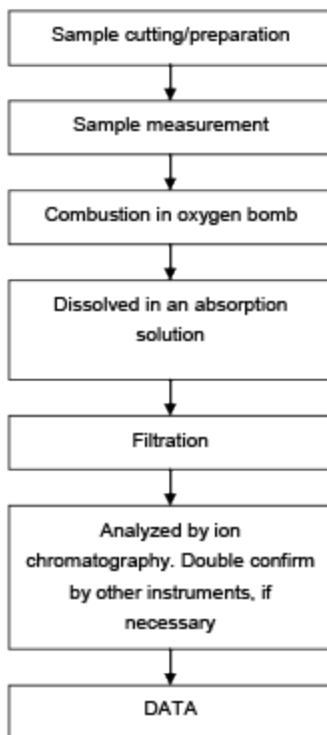 Sample cutting/preparation
Sample measurement
Combustion in oxygen bomb
Dissolved in an absorption
solution
Filtration
Analyzed by ion
chromatography. Double confirm
by other instruments, if
necessary
DATA